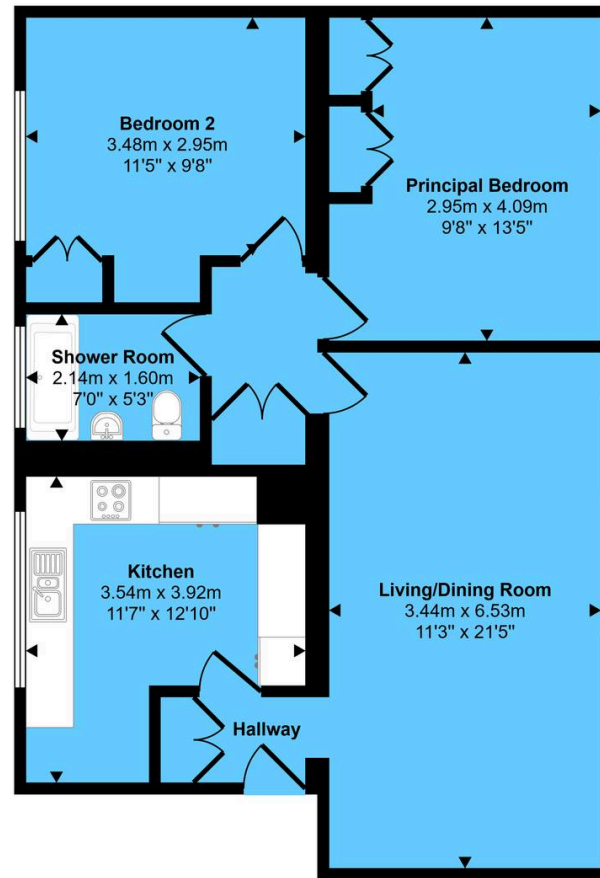 Bedroom 2
3.48m x 2.95m
11'5" x 9'8"
Principal Bedroom
2.95m x 4.09m
9'8" x 13'5"
Shower Room
2.14m x 1.60m
7'0" x 5'3"
Kitchen
3.54m x 3.92m
11'7" x 12'10"
Living/Dining Room
3.44m x 6.53m
11'3" x 21'5"
Hallway